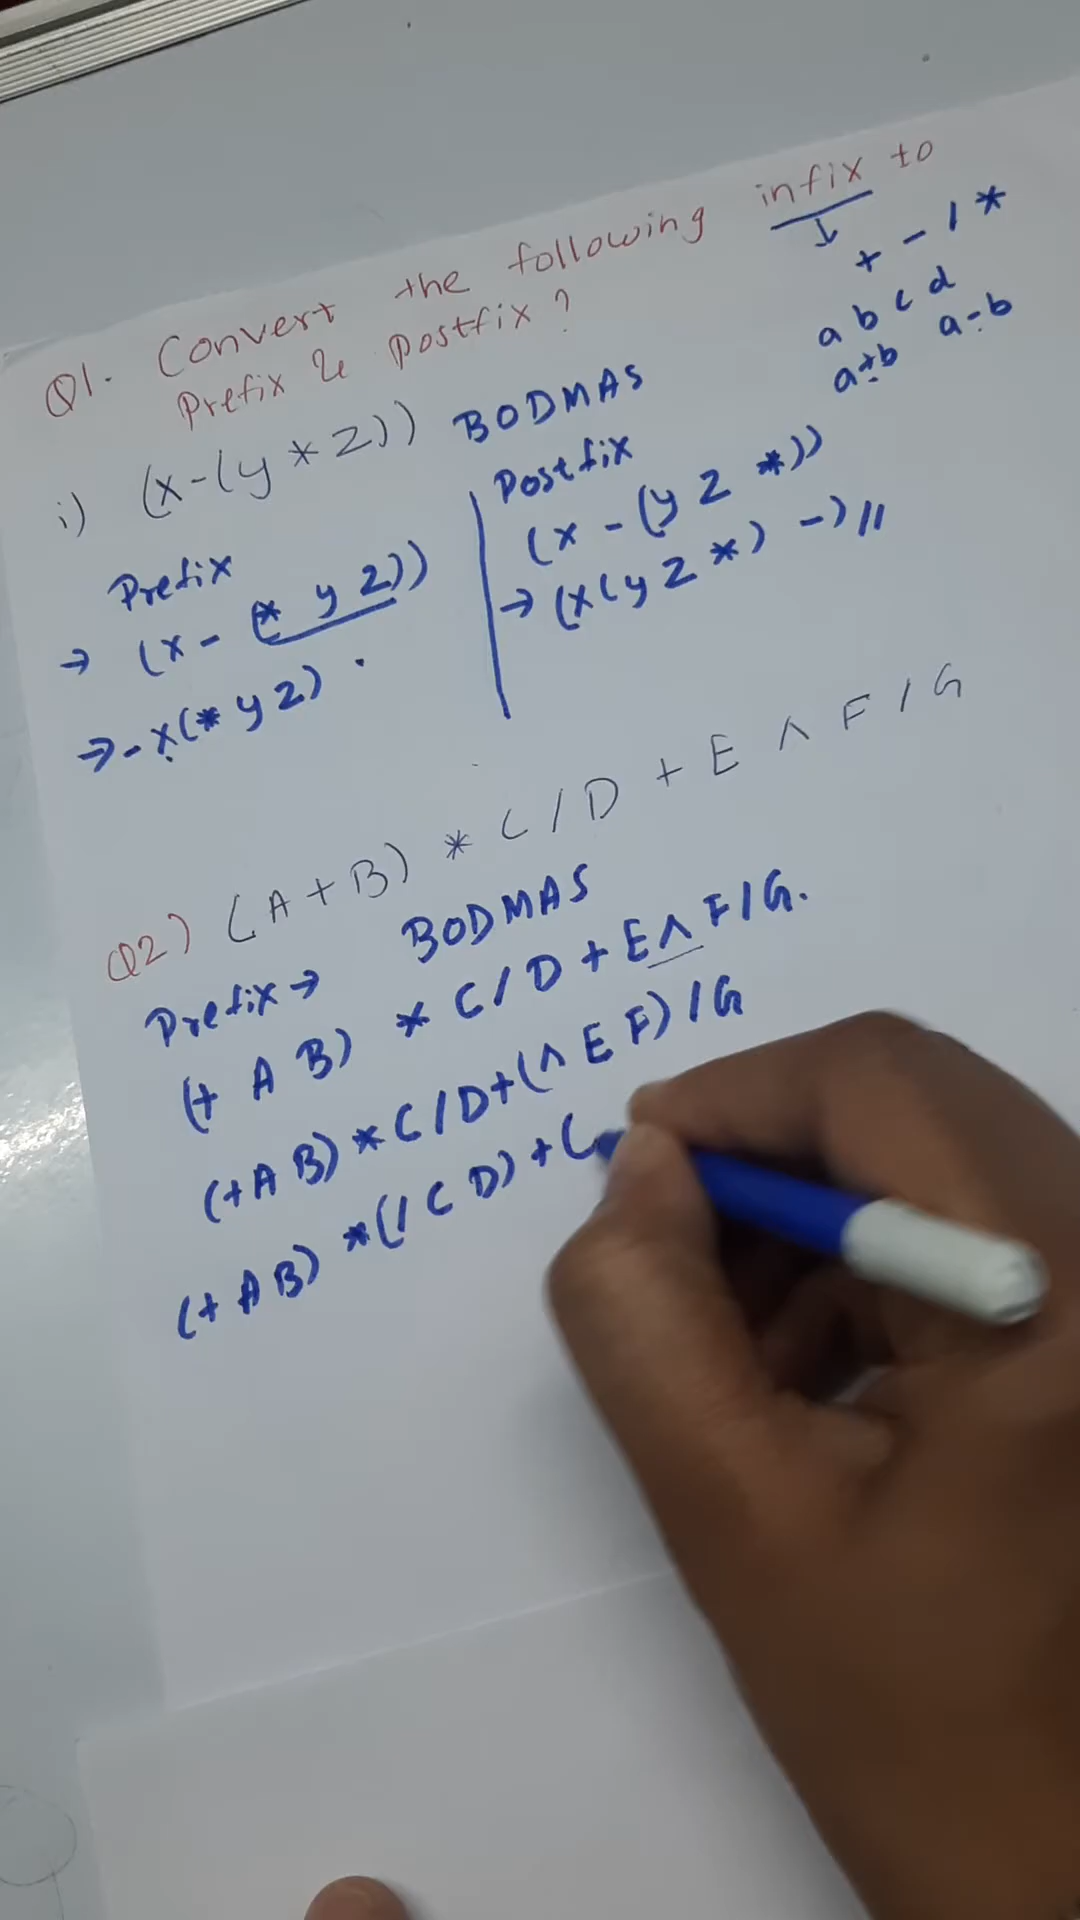 Q1. Convert the following infix to
Prefix & Postfix ?
↓
+ - / *
a b c d
a+b a-b
i) (x-(y * z)) BODMAS
Prefix
→ (x - (* y z))
→ - x(* y z) .
Postfix
(x - (y z *))
→ (x(y z *) -) //
Q2) (A+B) * C/D + E ∧ F / G
Prefix → BODMAS
(+ A B) * C/D + E∧F/G.
(+A B) * C/D+(∧ E F)/G
(+ A B) *(/ C D) + (